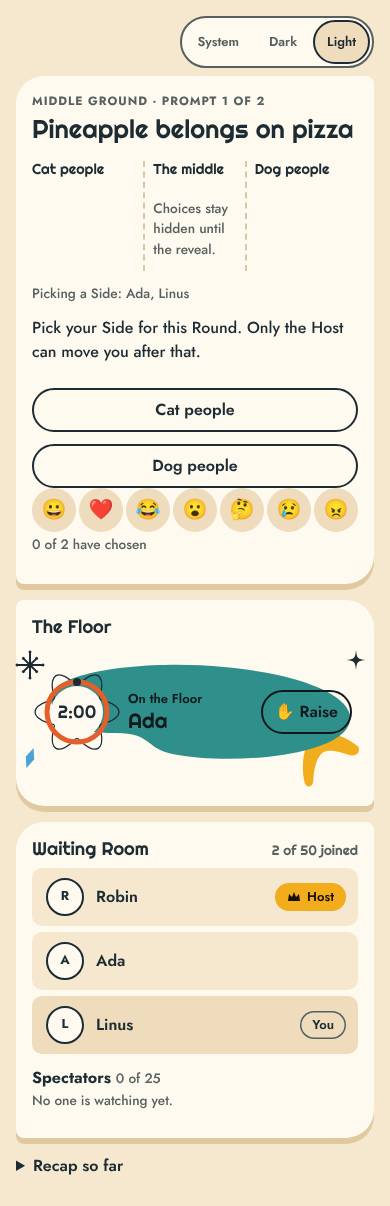 System Dark Light
MIDDLE GROUND · PROMPT 1 OF 2
Pineapple belongs on pizza
Cat people The middle Dog people
Choices stay
hidden until
the reveal.
Picking a Side: Ada, Linus
Pick your Side for this Round. Only the Host
can move you after that.
Cat people
Dog people
0 of 2 have chosen
The Floor
2:00
On the Floor
Ada
Raise
Waiting Room 2 of 50 joined
R Robin Host
A Ada
L Linus You
Spectators 0 of 25
No one is watching yet.
Recap so far